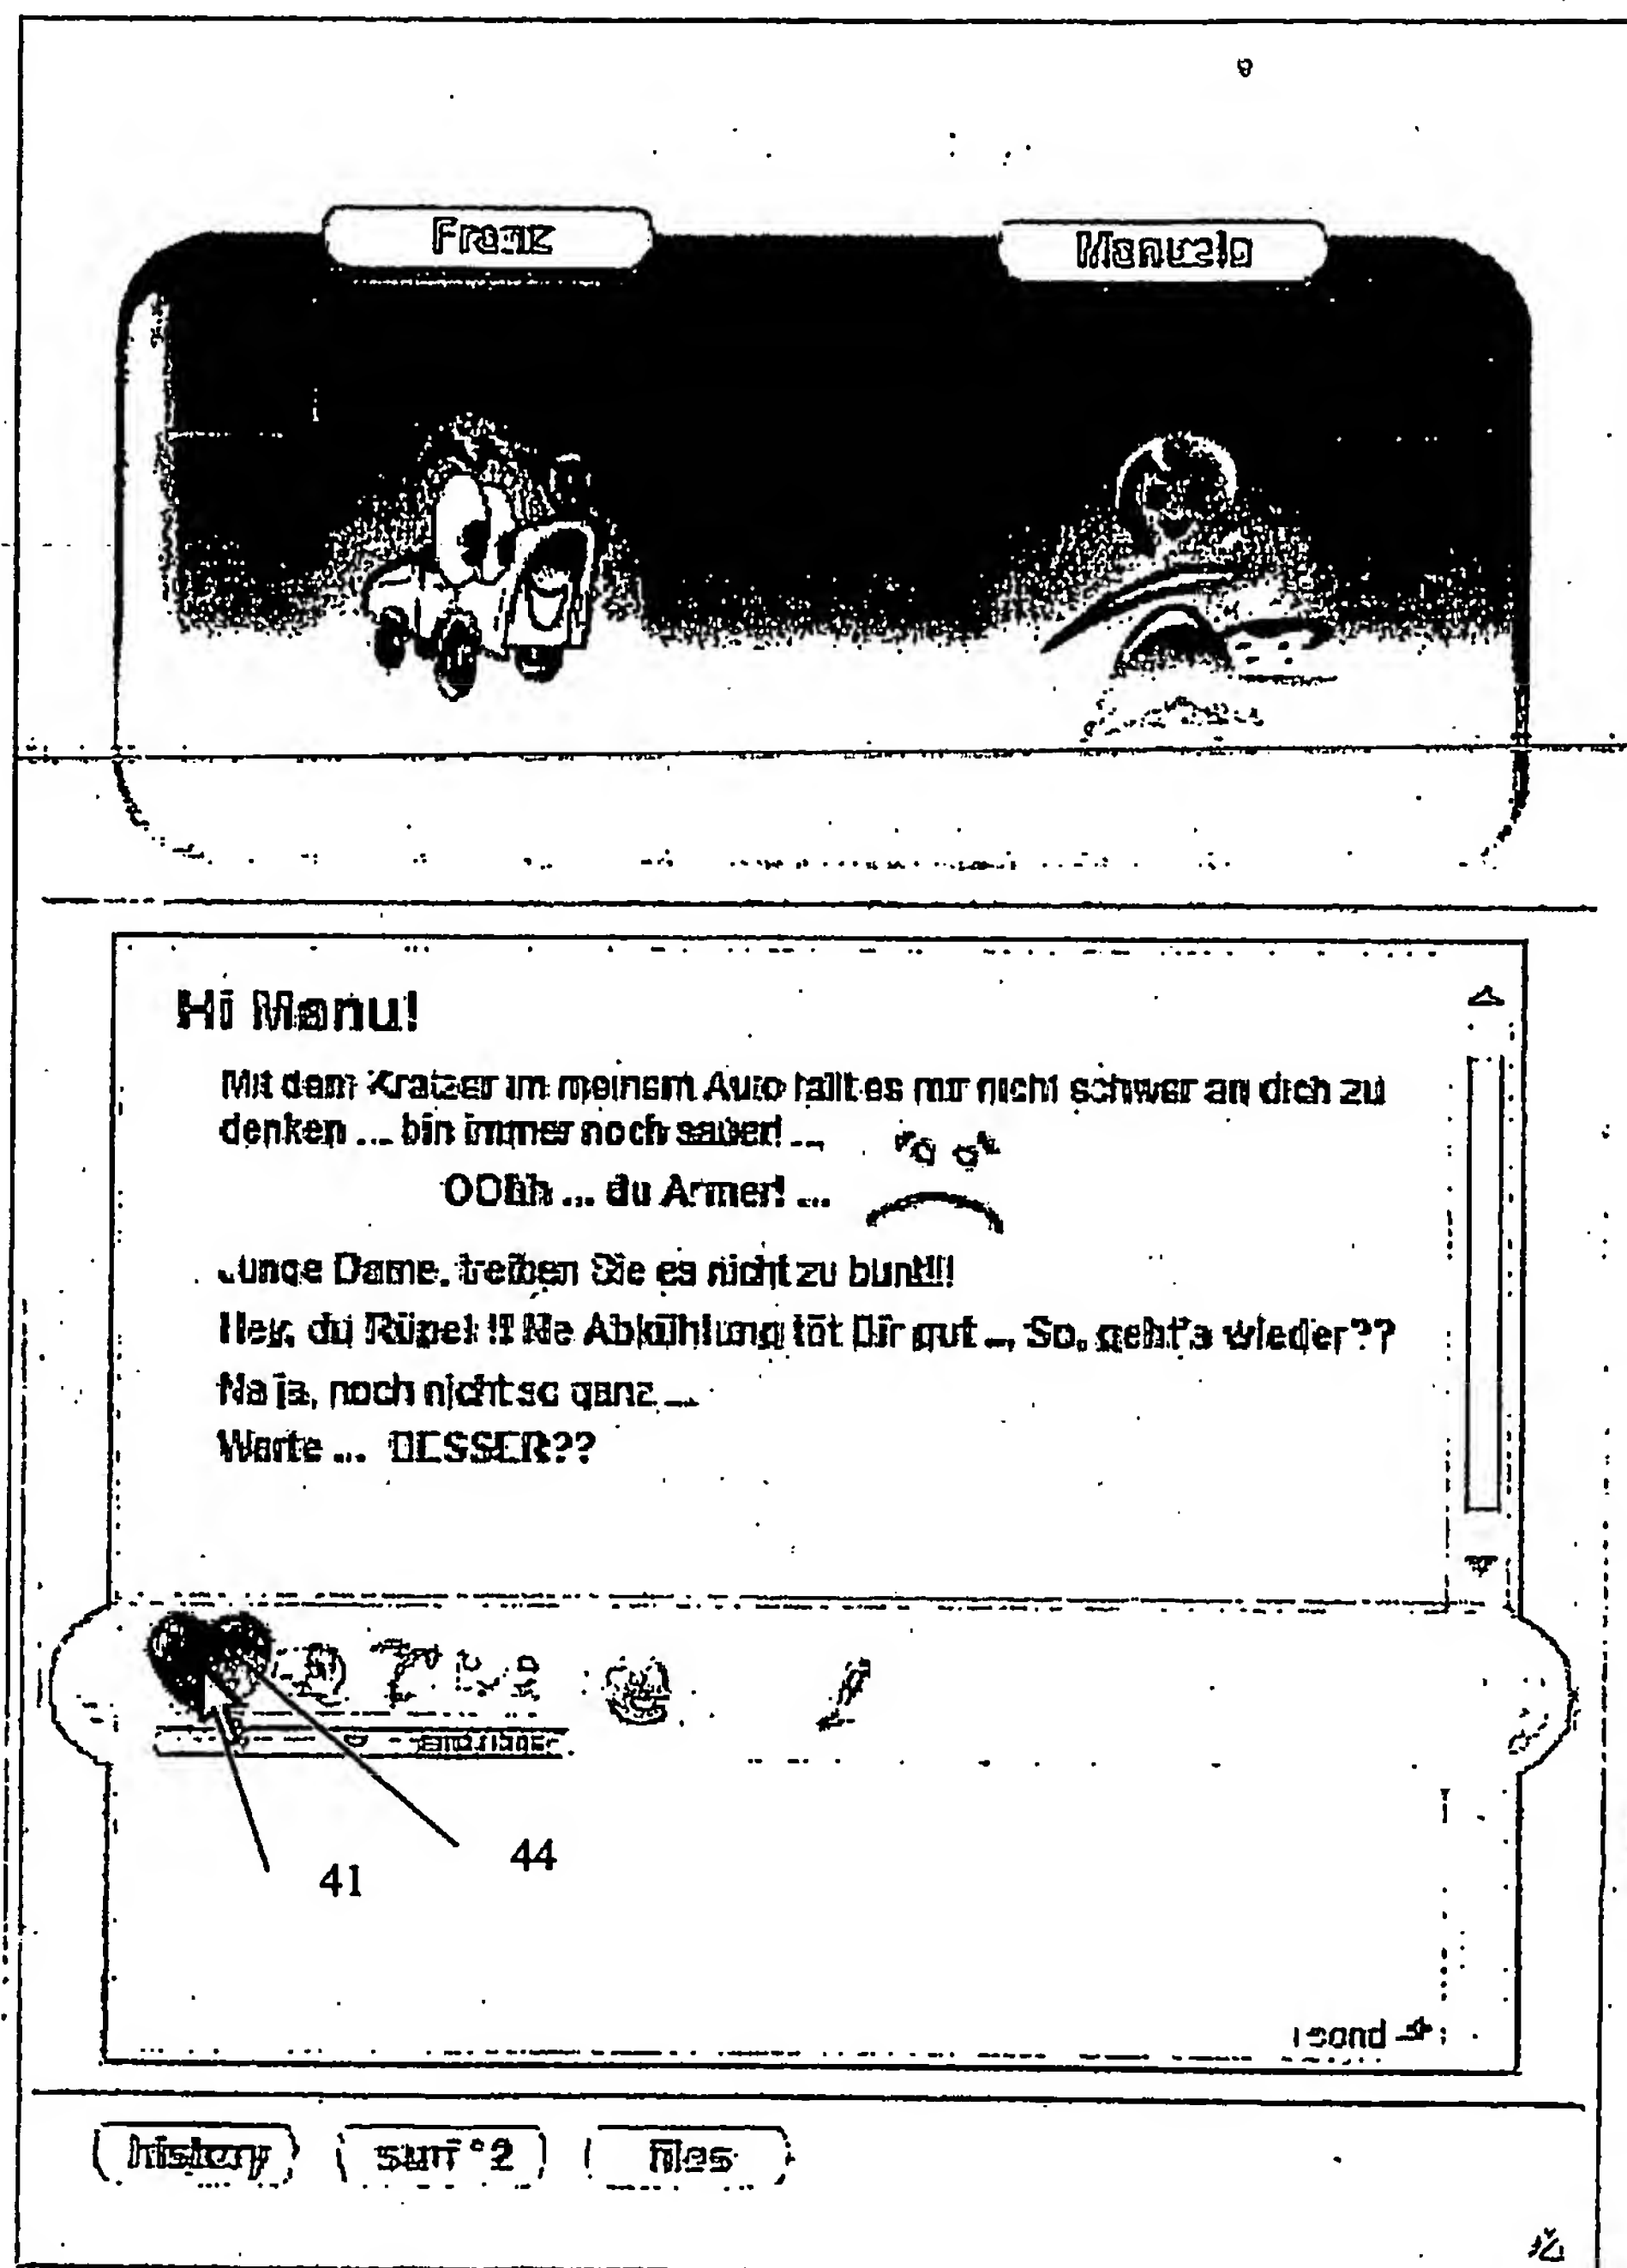 Franz
Manuela
Hi Manu!
Mit dem Kratzer im meinem Auto fällt es mir nicht schwer an dich zu
denken ... bin immer noch sauer! ...
OOhh ... du Armer! ...
Junge Dame, treiben Sie es nicht zu bunt!!!
Hey, du Rüpel !!! Ne Abkühlung töt Dir gut ... So, geht's wieder??
Na ja, noch nicht so ganz ...
Warte ... BESSER??
41
44
send
history
surf
2
files